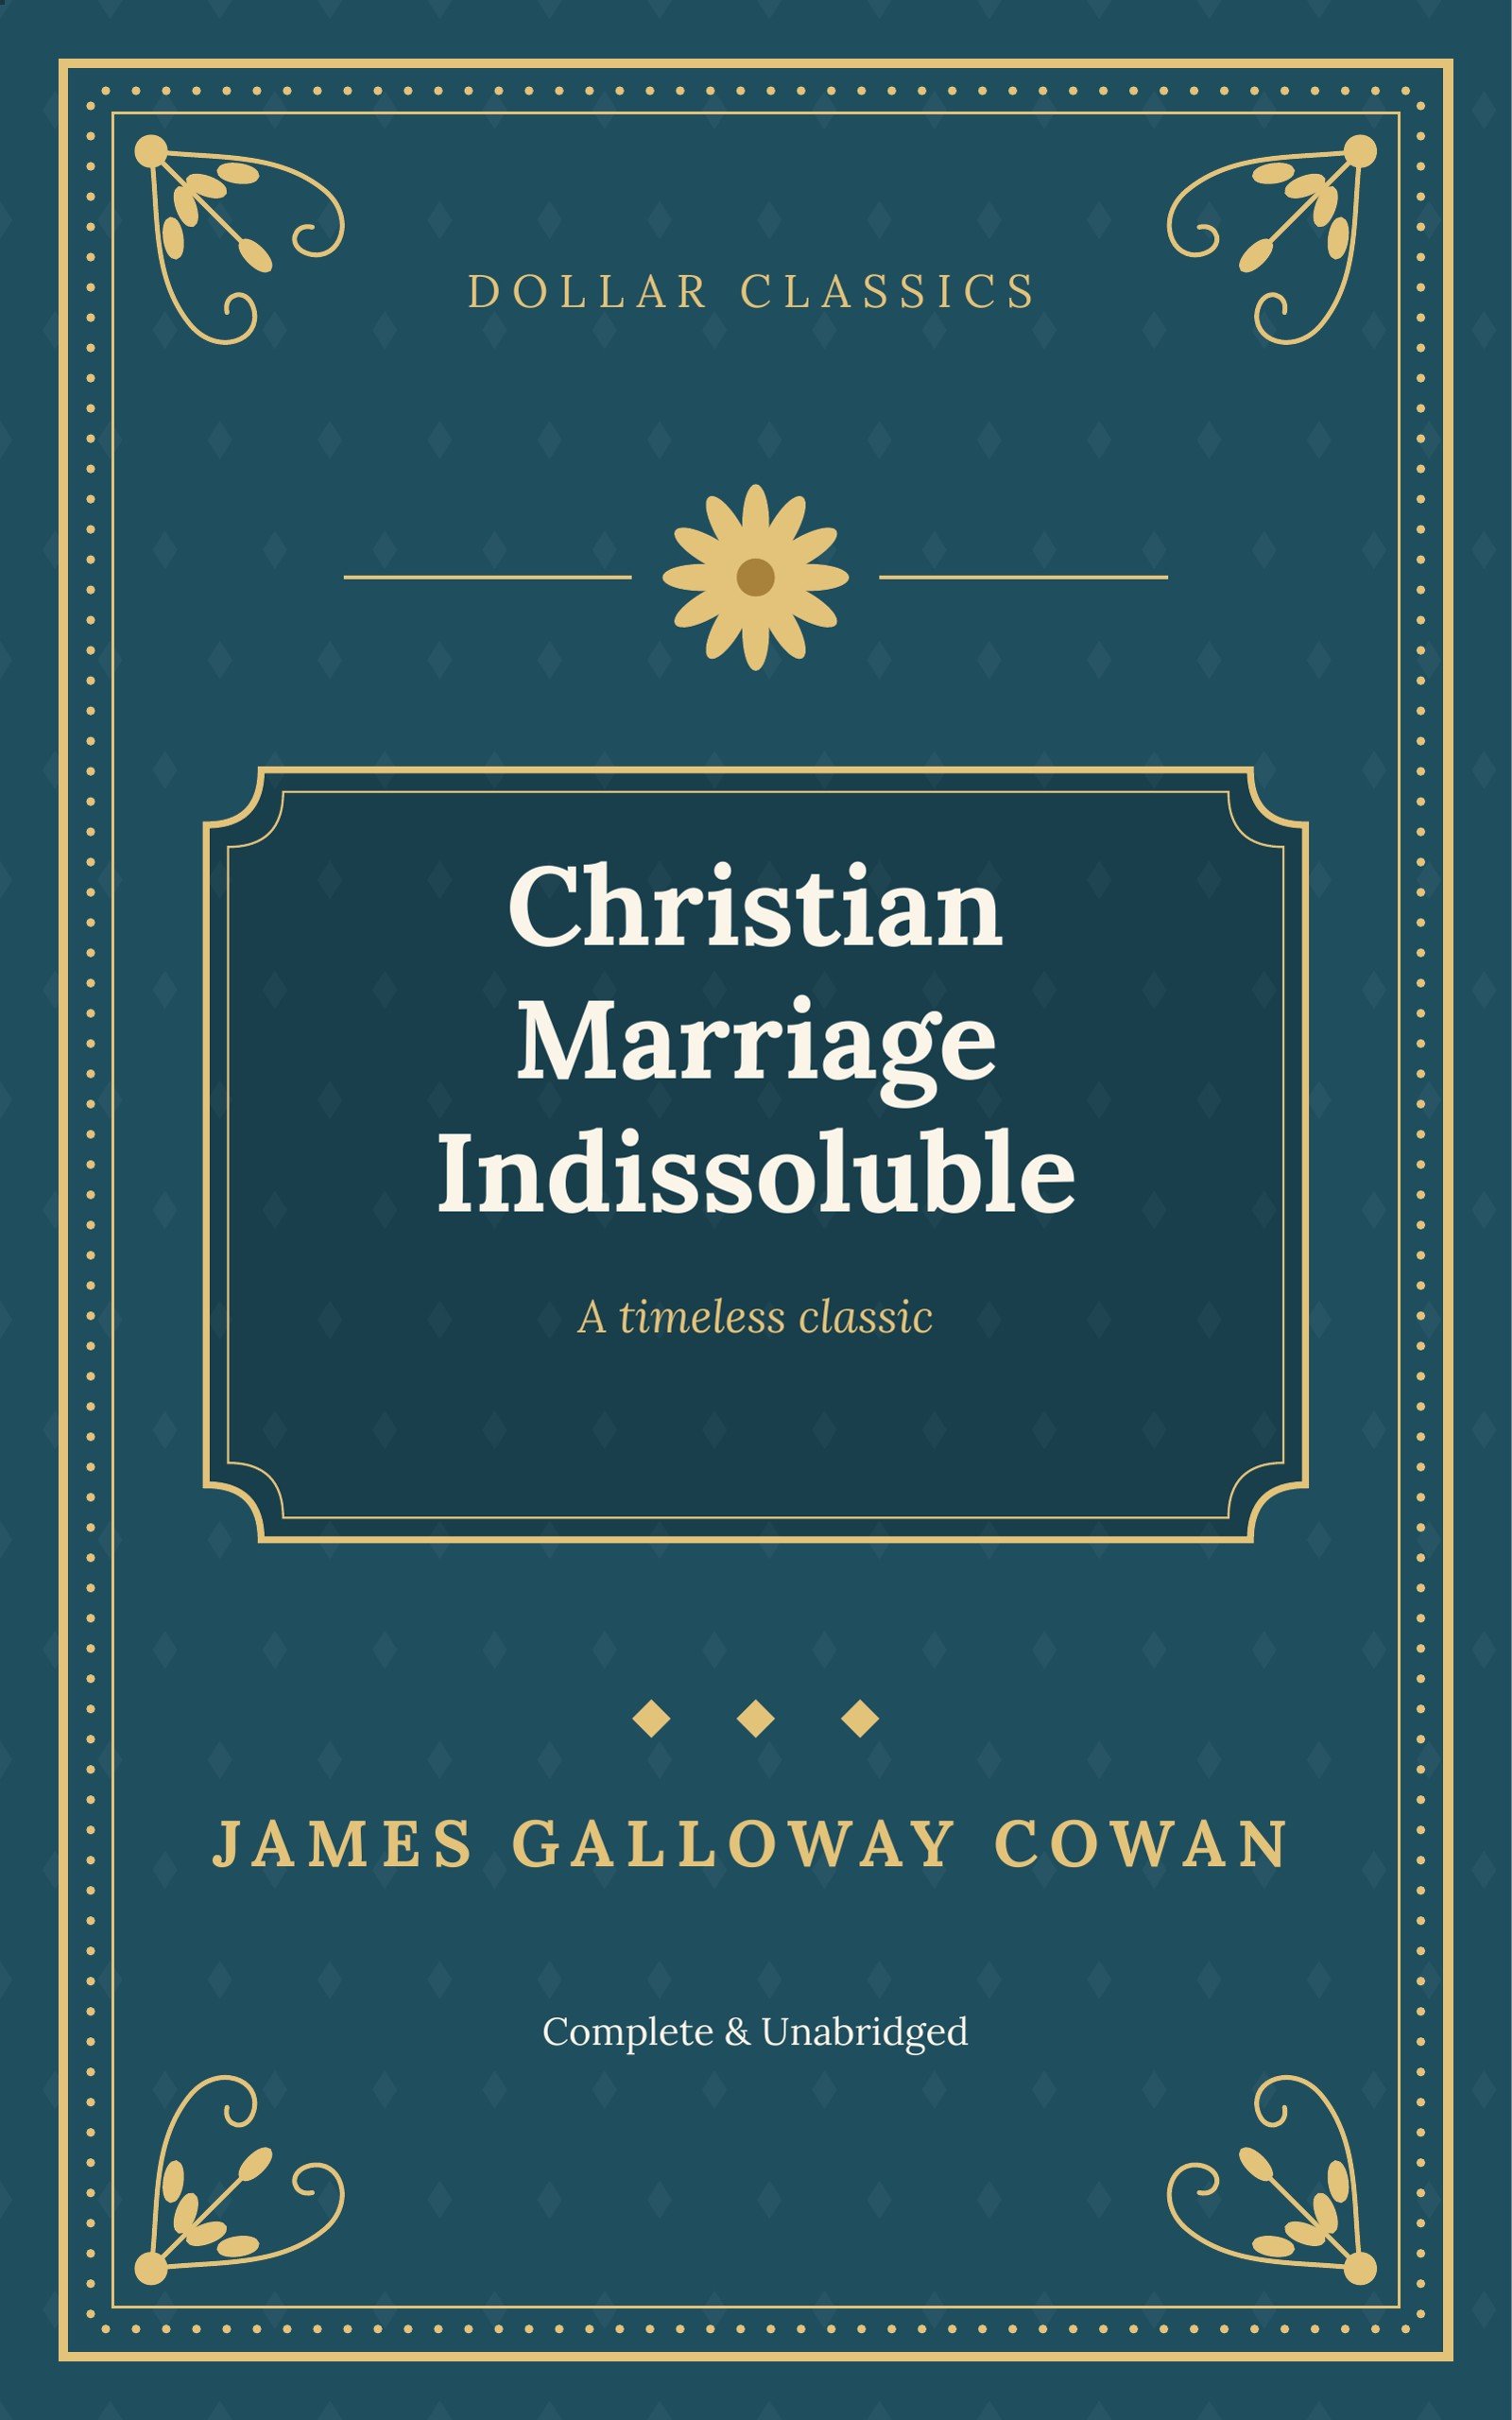 DOLLAR CLASSICS
Christian
Marriage
Indissoluble
A timeless classic
JAMES GALLOWAY COWAN
Complete & Unabridged